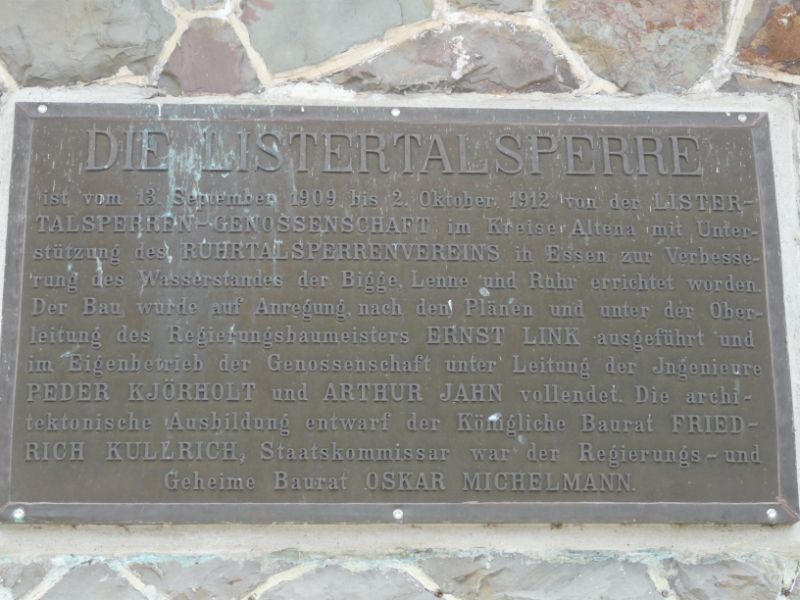 DIE LISTERTALSPERRE
ist vom 13. September 1909 bis 2. Oktober 1912 von der LISTER-
TALSPERREN-GENOSSENSCHAFT im Kreise Altena mit Unter-
stützung des RUHRTALSPERRENVEREINS in Essen zur Verbesse-
rung des Wasserstandes der Bigge, Lenne und Ruhr errichtet worden.
Der Bau wurde auf Anregung, nach den Plänen und unter der Ober-
leitung des Regierungsbaumeisters ERNST LINK ausgeführt und
im Eigenbetrieb der Genossenschaft unter Leitung der Jngenieure
PEDER KJÖRHOLT und ARTHUR JAHN vollendet. Die archi-
tektonische Ausbildung entwarf der Königliche Baurat FRIED-
RICH KULLRICH, Staatskommissar war der Regierungs- und
Geheime Baurat OSKAR MICHELMANN.